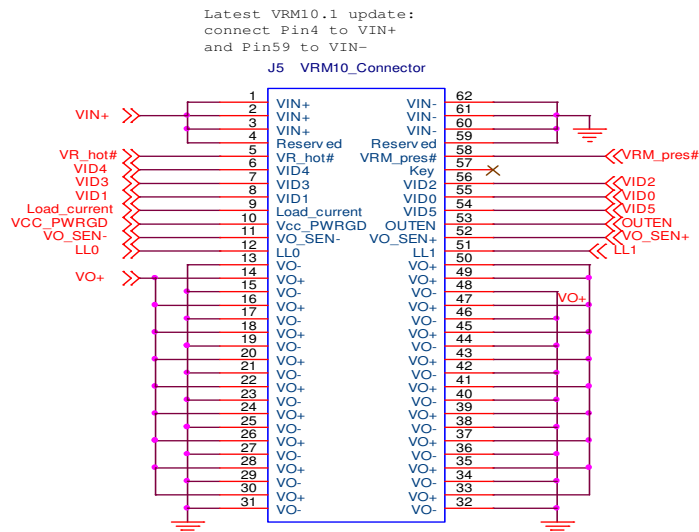 Latest VRM10.1 update:
connect Pin4 to VIN+
and Pin59 to VIN-
J5 VRM10_Connector
1 VIN+ VIN- 62
VIN+ 2 VIN+ VIN- 61
3 VIN+ VIN- 60
4 Reserved Reserved 59
VR_hot# 5 VR_hot# VRM_pres# 58 VRM_pres#
VID4 6 VID4 Key 57
VID3 7 VID3 VID2 56 VID2
VID1 8 VID1 VID0 55 VID0
Load_current 9 Load_current VID5 54 VID5
VCC_PWRGD 10 Vcc_PWRGD OUTEN 53 OUTEN
VO_SEN- 11 VO_SEN- VO_SEN+ 52 VO_SEN+
LL0 12 LL0 LL1 51 LL1
13 VO- VO+ 50
VO+ 14 VO+ VO+ 49
15 VO- VO- 48
16 VO+ VO+ 47 VO+
17 VO- VO- 46
18 VO+ VO+ 45
19 VO- VO- 44
20 VO+ VO+ 43
21 VO- VO- 42
22 VO+ VO+ 41
23 VO- VO- 40
24 VO+ VO+ 39
25 VO- VO- 38
26 VO+ VO+ 37
27 VO- VO- 36
28 VO+ VO+ 35
29 VO- VO- 34
30 VO+ VO+ 33
31 VO- VO- 32